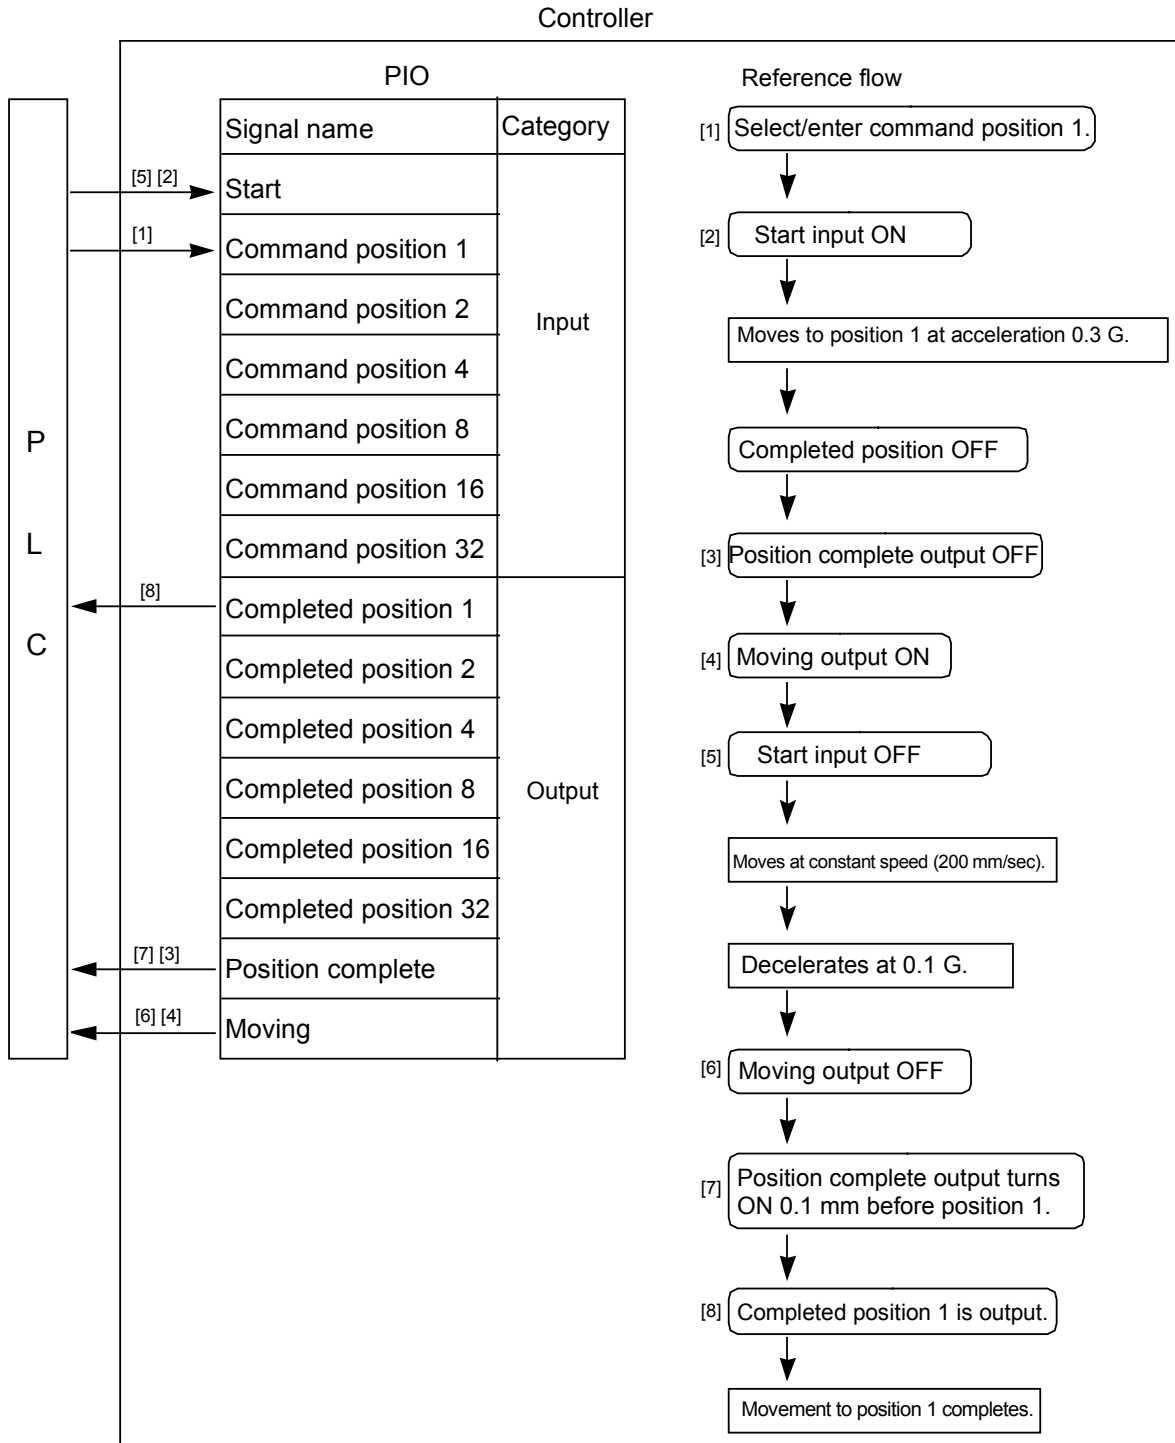 Controller
PIO
Reference flow
Signal name
Category
[1] Select/enter command position 1.
[5] [2]
Start
[1]
Command position 1
[2] Start input ON
Command position 2
Input
Moves to position 1 at acceleration 0.3 G.
Command position 4
Command position 8
P
Completed position OFF
Command position 16
L
Command position 32
[3] Position complete output OFF
[8]
Completed position 1
C
[4] Moving output ON
Completed position 2
Completed position 4
[5] Start input OFF
Completed position 8
Output
Completed position 16
Moves at constant speed (200 mm/sec).
Completed position 32
[7] [3]
Position complete
Decelerates at 0.1 G.
[6] [4]
Moving
[6] Moving output OFF
[7] Position complete output turns
ON 0.1 mm before position 1.
[8] Completed position 1 is output.
Movement to position 1 completes.